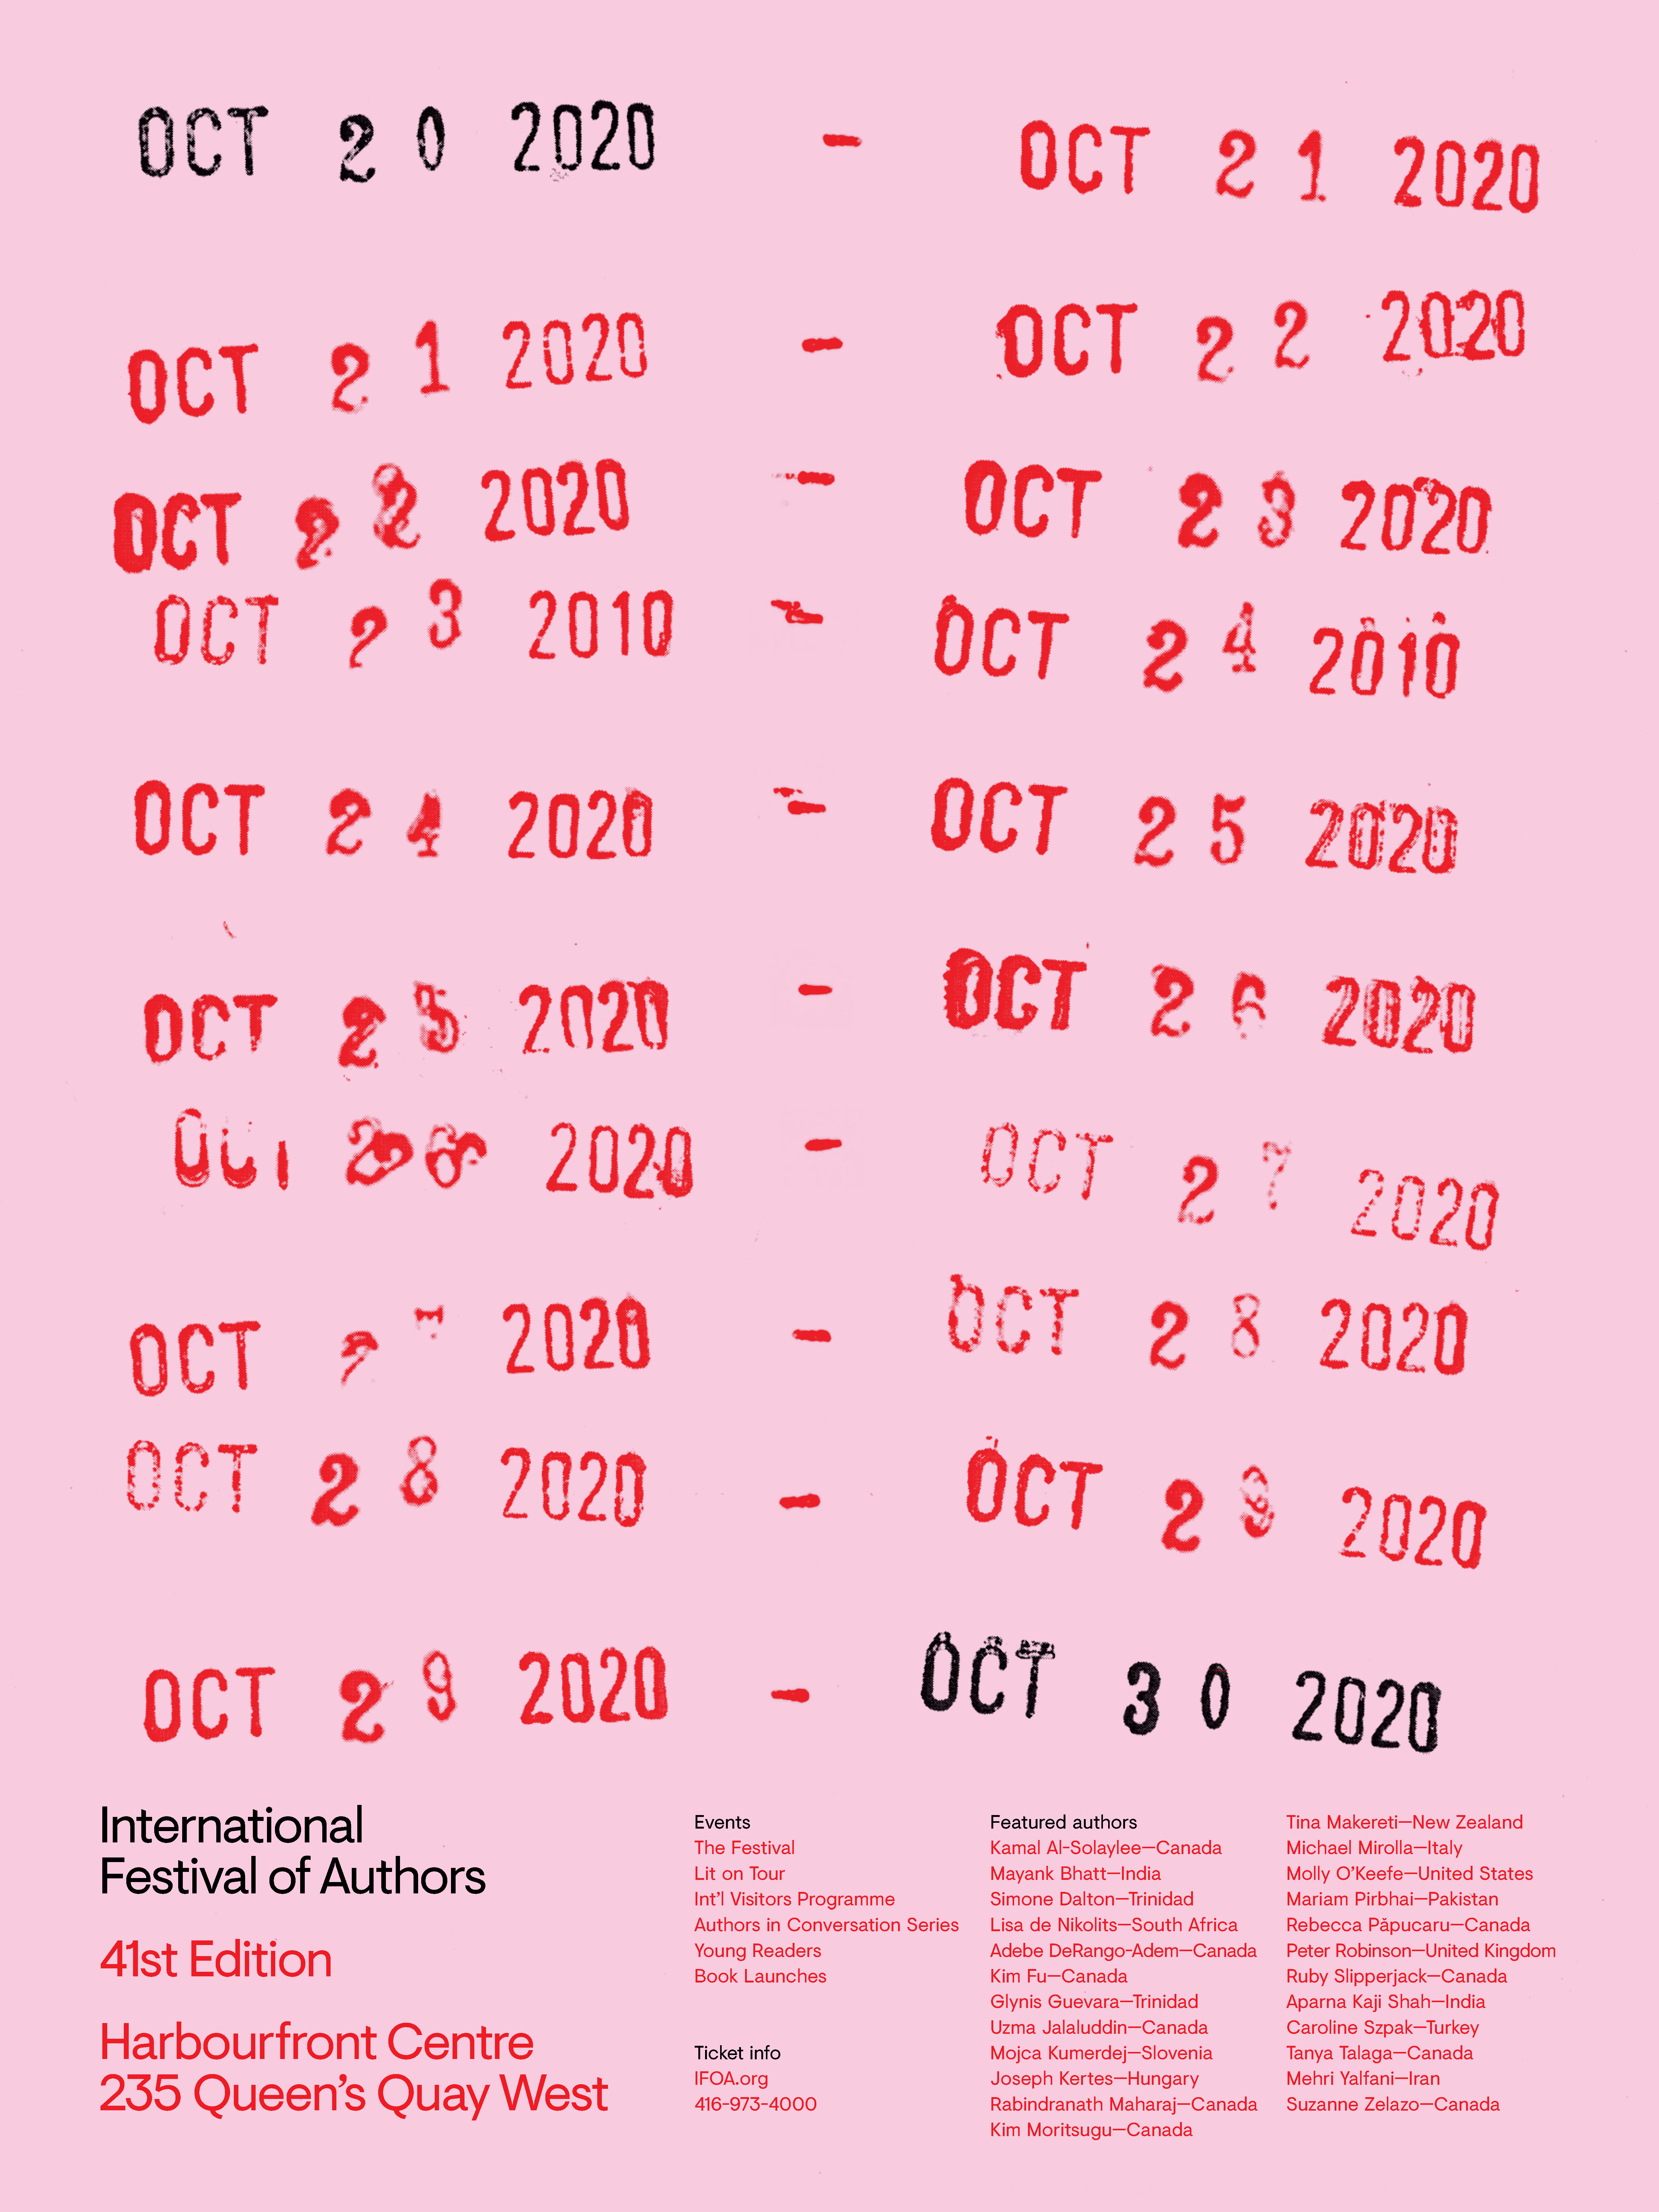 OCT 20 2020 - OCT 21 2020
OCT 21 2020 - OCT 22 2020
OCT 22 2020 - OCT 23 2020
OCT 23 2010 - OCT 24 2010
OCT 24 2020 - OCT 25 2020
OCT 25 2020 - OCT 26 2020
OCT 26 2020 - OCT 27 2020
OCT 2 2020 - OCT 28 2020
OCT 28 2020 - OCT 29 2020
OCT 29 2020 - OCT 30 2020
International
Festival of Authors
41st Edition
Harbourfront Centre
235 Queen's Quay West
Events
The Festival
Lit on Tour
Int'l Visitors Programme
Authors in Conversation Series
Young Readers
Book Launches
Ticket info
IFOA.org
416-973-4000
Featured authors
Kamal Al-Solaylee—Canada
Mayank Bhatt—India
Simone Dalton—Trinidad
Lisa de Nikolits—South Africa
Adebe DeRango-Adem—Canada
Kim Fu—Canada
Glynis Guevara—Trinidad
Uzma Jalaluddin—Canada
Mojca Kumerdej—Slovenia
Joseph Kertes—Hungary
Rabindranath Maharaj—Canada
Kim Moritsugu—Canada
Tina Makereti—New Zealand
Michael Mirolla—Italy
Molly O'Keefe—United States
Mariam Pirbhai—Pakistan
Rebecca Păpucaru—Canada
Peter Robinson—United Kingdom
Ruby Slipperjack—Canada
Aparna Kaji Shah—India
Caroline Szpak—Turkey
Tanya Talaga—Canada
Mehri Yalfani—Iran
Suzanne Zelazo—Canada